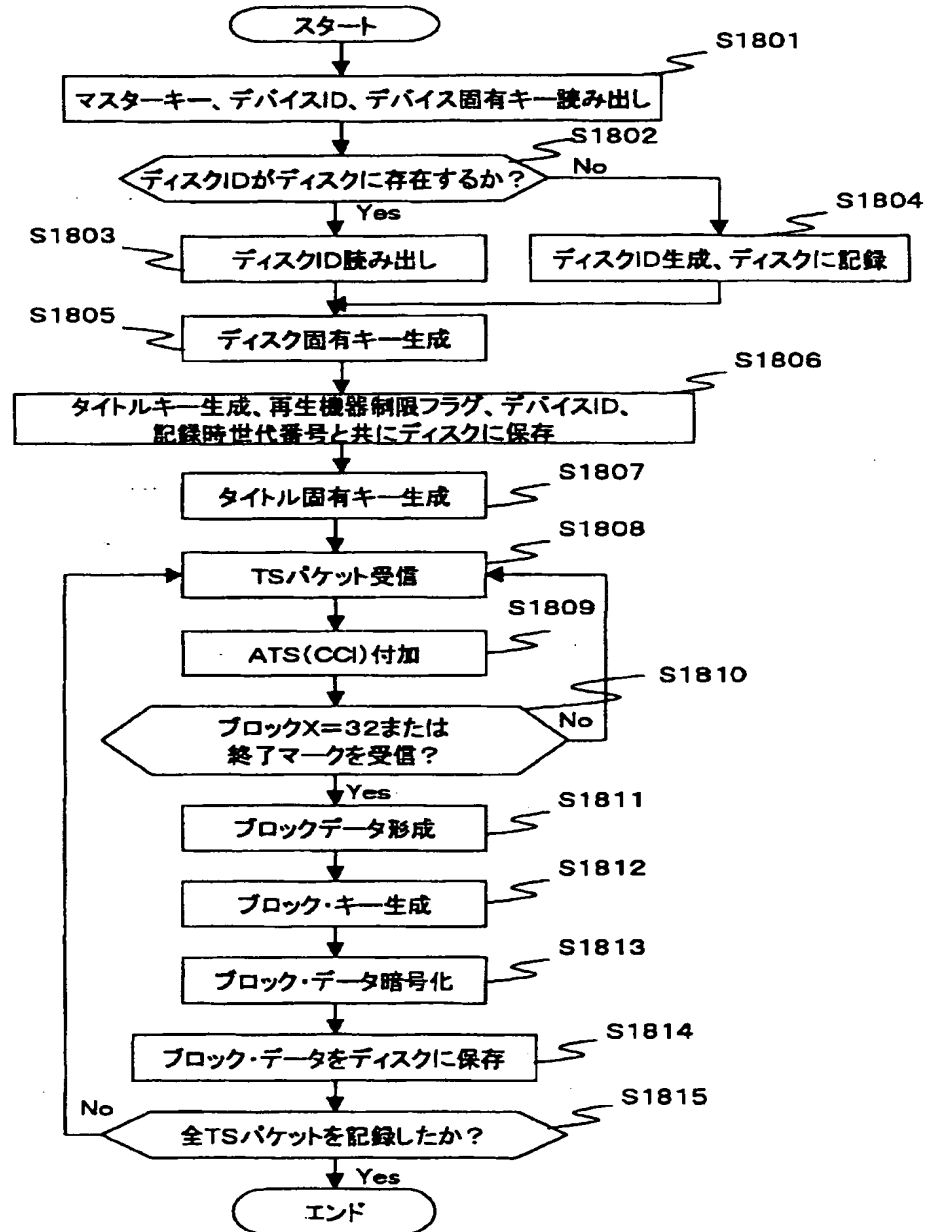 スタート
S1801
マスターキー、デバイスID、デバイス固有キー読み出し
S1802
ディスクIDがディスクに存在するか？
No
Yes
S1803
ディスクID読み出し
S1804
ディスクID生成、ディスクに記録
S1805
ディスク固有キー生成
S1806
タイトルキー生成、再生機器制限フラグ、デバイスID、
記録時世代番号と共にディスクに保存
S1807
タイトル固有キー生成
S1808
TSパケット受信
S1809
ATS(CCI)付加
S1810
ブロックX=32または
終了マークを受信？
No
Yes
S1811
ブロックデータ形成
S1812
ブロック・キー生成
S1813
ブロック・データ暗号化
S1814
ブロック・データをディスクに保存
S1815
No
全TSパケットを記録したか？
Yes
エンド